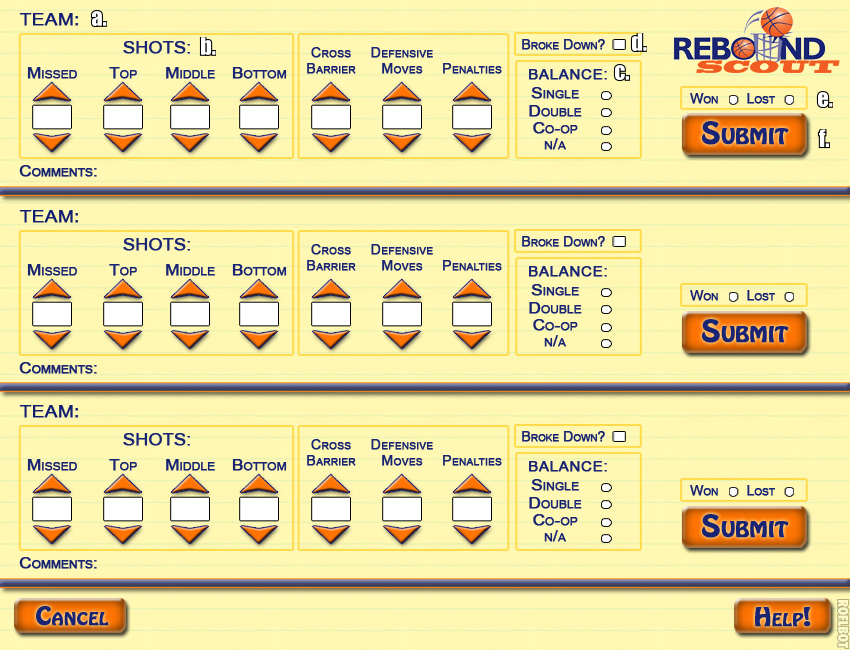 TEAM: a.
SHOTS: b.
Missed Top Middle Bottom
Cross Barrier
Defensive Moves
Penalties
Broke Down? d.
BALANCE: c.
Single
Double
Co-op
N/A
REBOUND
SCOUT
Won Lost e.
Submit f.
Comments:
TEAM:
SHOTS:
Missed Top Middle Bottom
Cross Barrier
Defensive Moves
Penalties
Broke Down?
BALANCE:
Single
Double
Co-op
N/A
Won Lost
Submit
Comments:
TEAM:
SHOTS:
Missed Top Middle Bottom
Cross Barrier
Defensive Moves
Penalties
Broke Down?
BALANCE:
Single
Double
Co-op
N/A
Won Lost
Submit
Comments:
Cancel
Help!
ROFLBOT